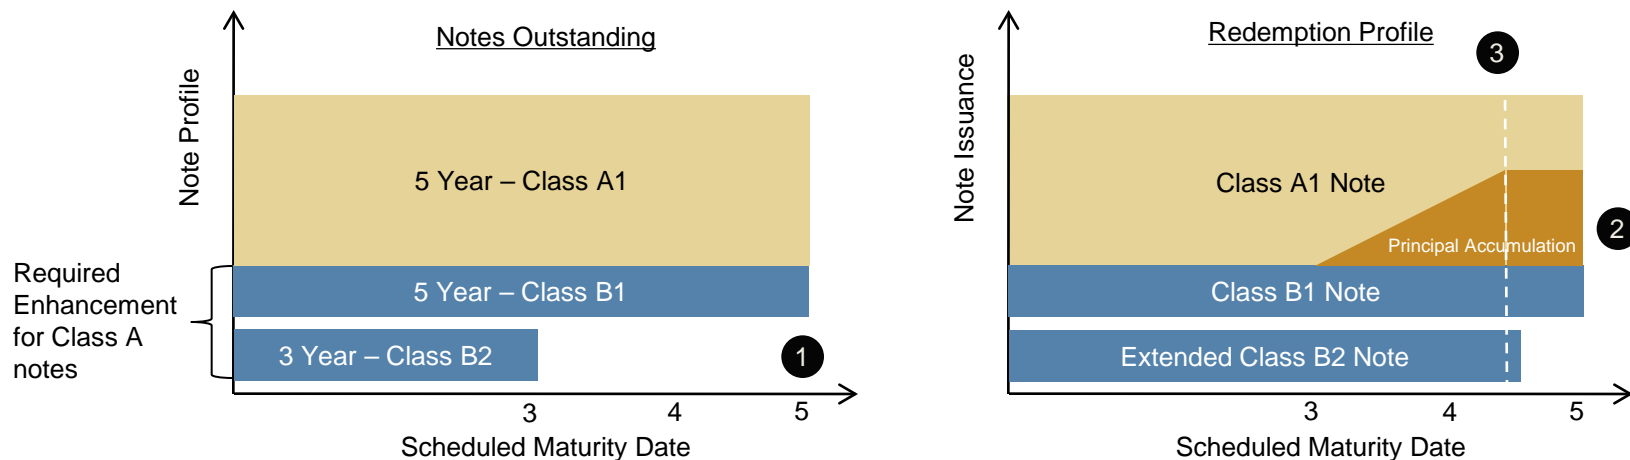 Notes Outstanding
Note Profile
5 Year – Class A1
Required
Enhancement
for Class A
notes
5 Year – Class B1
3 Year – Class B2
1
3
4
5
Scheduled Maturity Date
Redemption Profile
3
Note Issuance
Class A1 Note
Principal Accumulation
2
Class B1 Note
Extended Class B2 Note
3
4
5
Scheduled Maturity Date